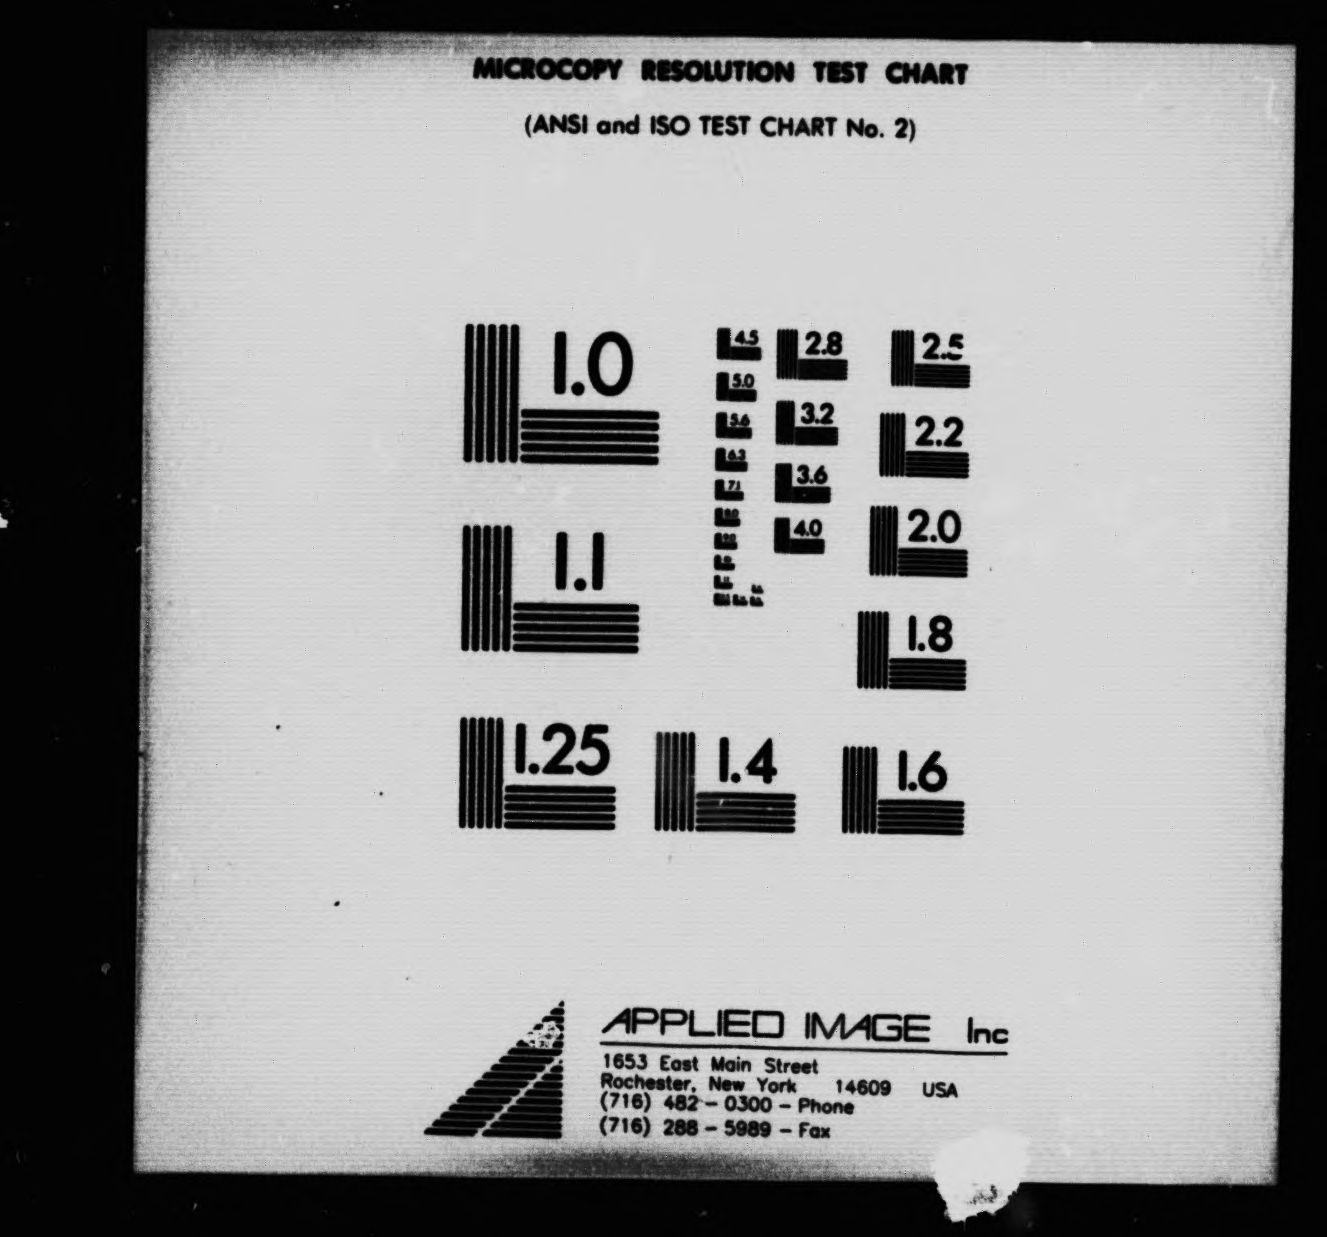 MICROCOPY RESOLUTION TEST CHART
(ANSI and ISO TEST CHART No. 2)
1.0
4.5
2.8
2.5
5.0
3.2
2.2
5.6
6.3
3.6
7.1
4.0
2.0
8.0
1.1
1.8
1.25
1.4
1.6
APPLIED IMAGE Inc
1653 East Main Street
Rochester, New York 14609 USA
(716) 482 - 0300 - Phone
(716) 288 - 5989 - Fax